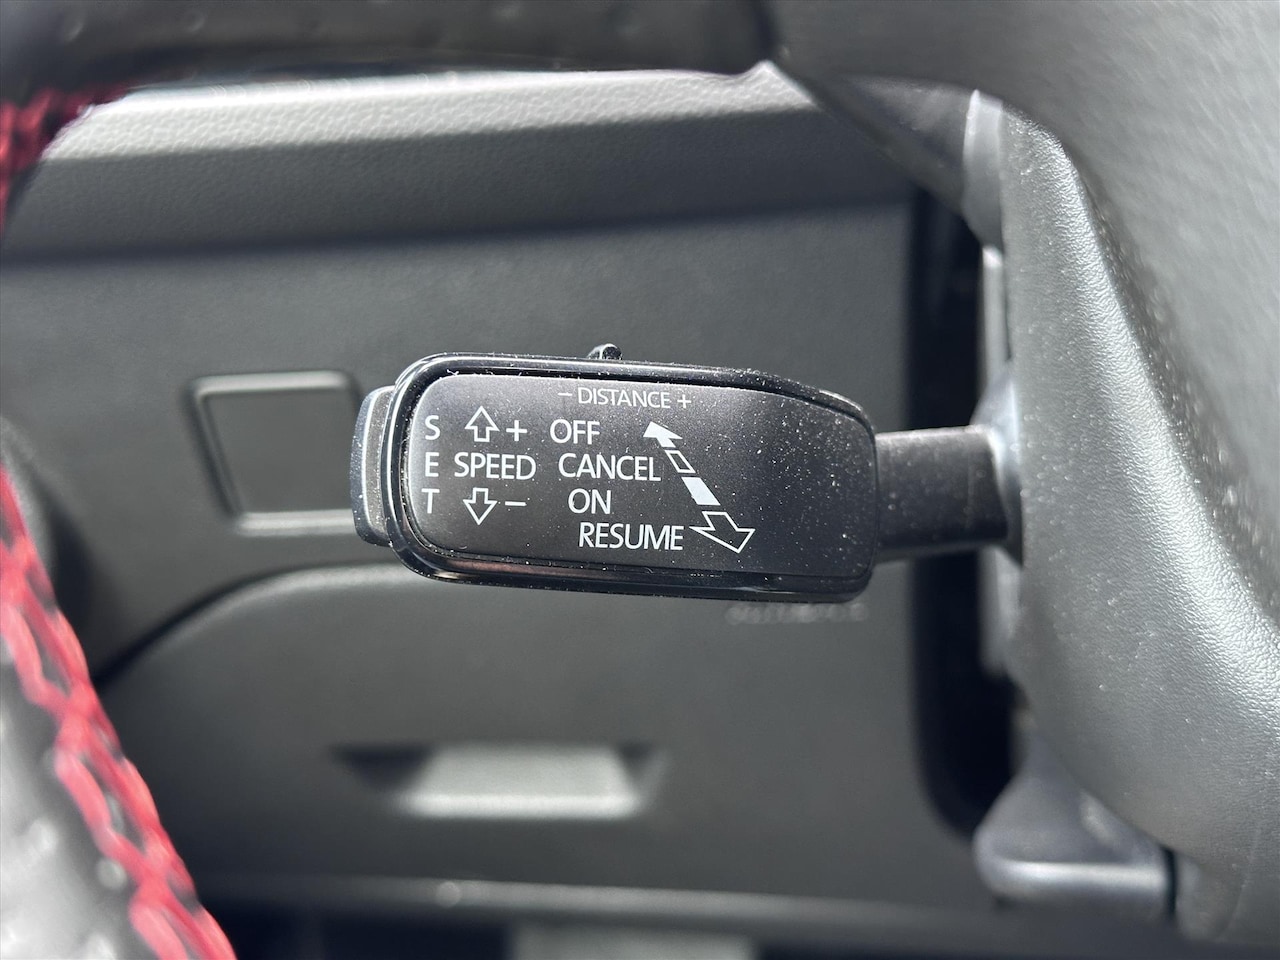 − DISTANCE +
S + OFF
E SPEED CANCEL
T − ON
RESUME